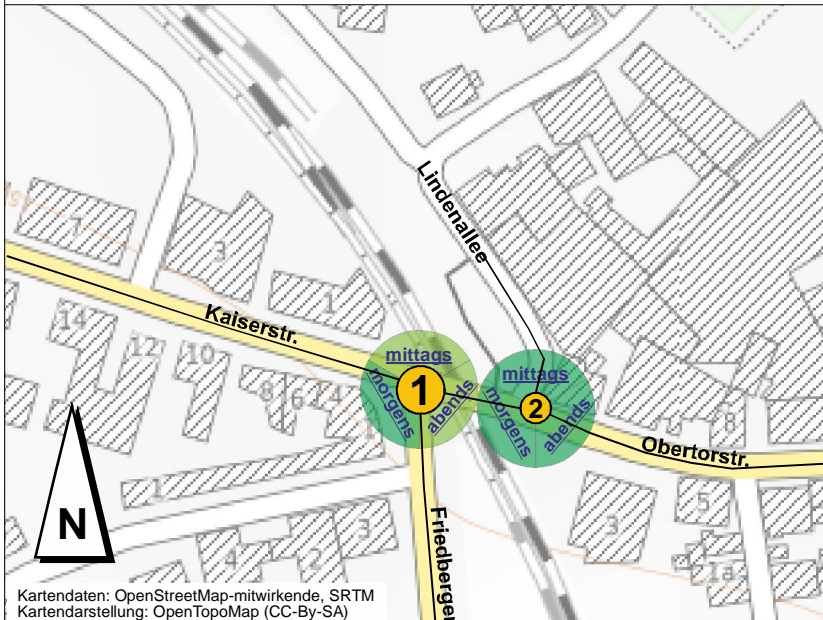 Lindenallee
7
3
1
Kaiserstr.
14
12
10
8
6
4
mittags
morgens
1
abends
mittags
morgens
2
abends
8
Obertorstr.
5
3
1a
1
3
4
2
N
Friedberger
Kartendaten: OpenStreetMap-mitwirkende, SRTM
Kartendarstellung: OpenTopoMap (CC-By-SA)